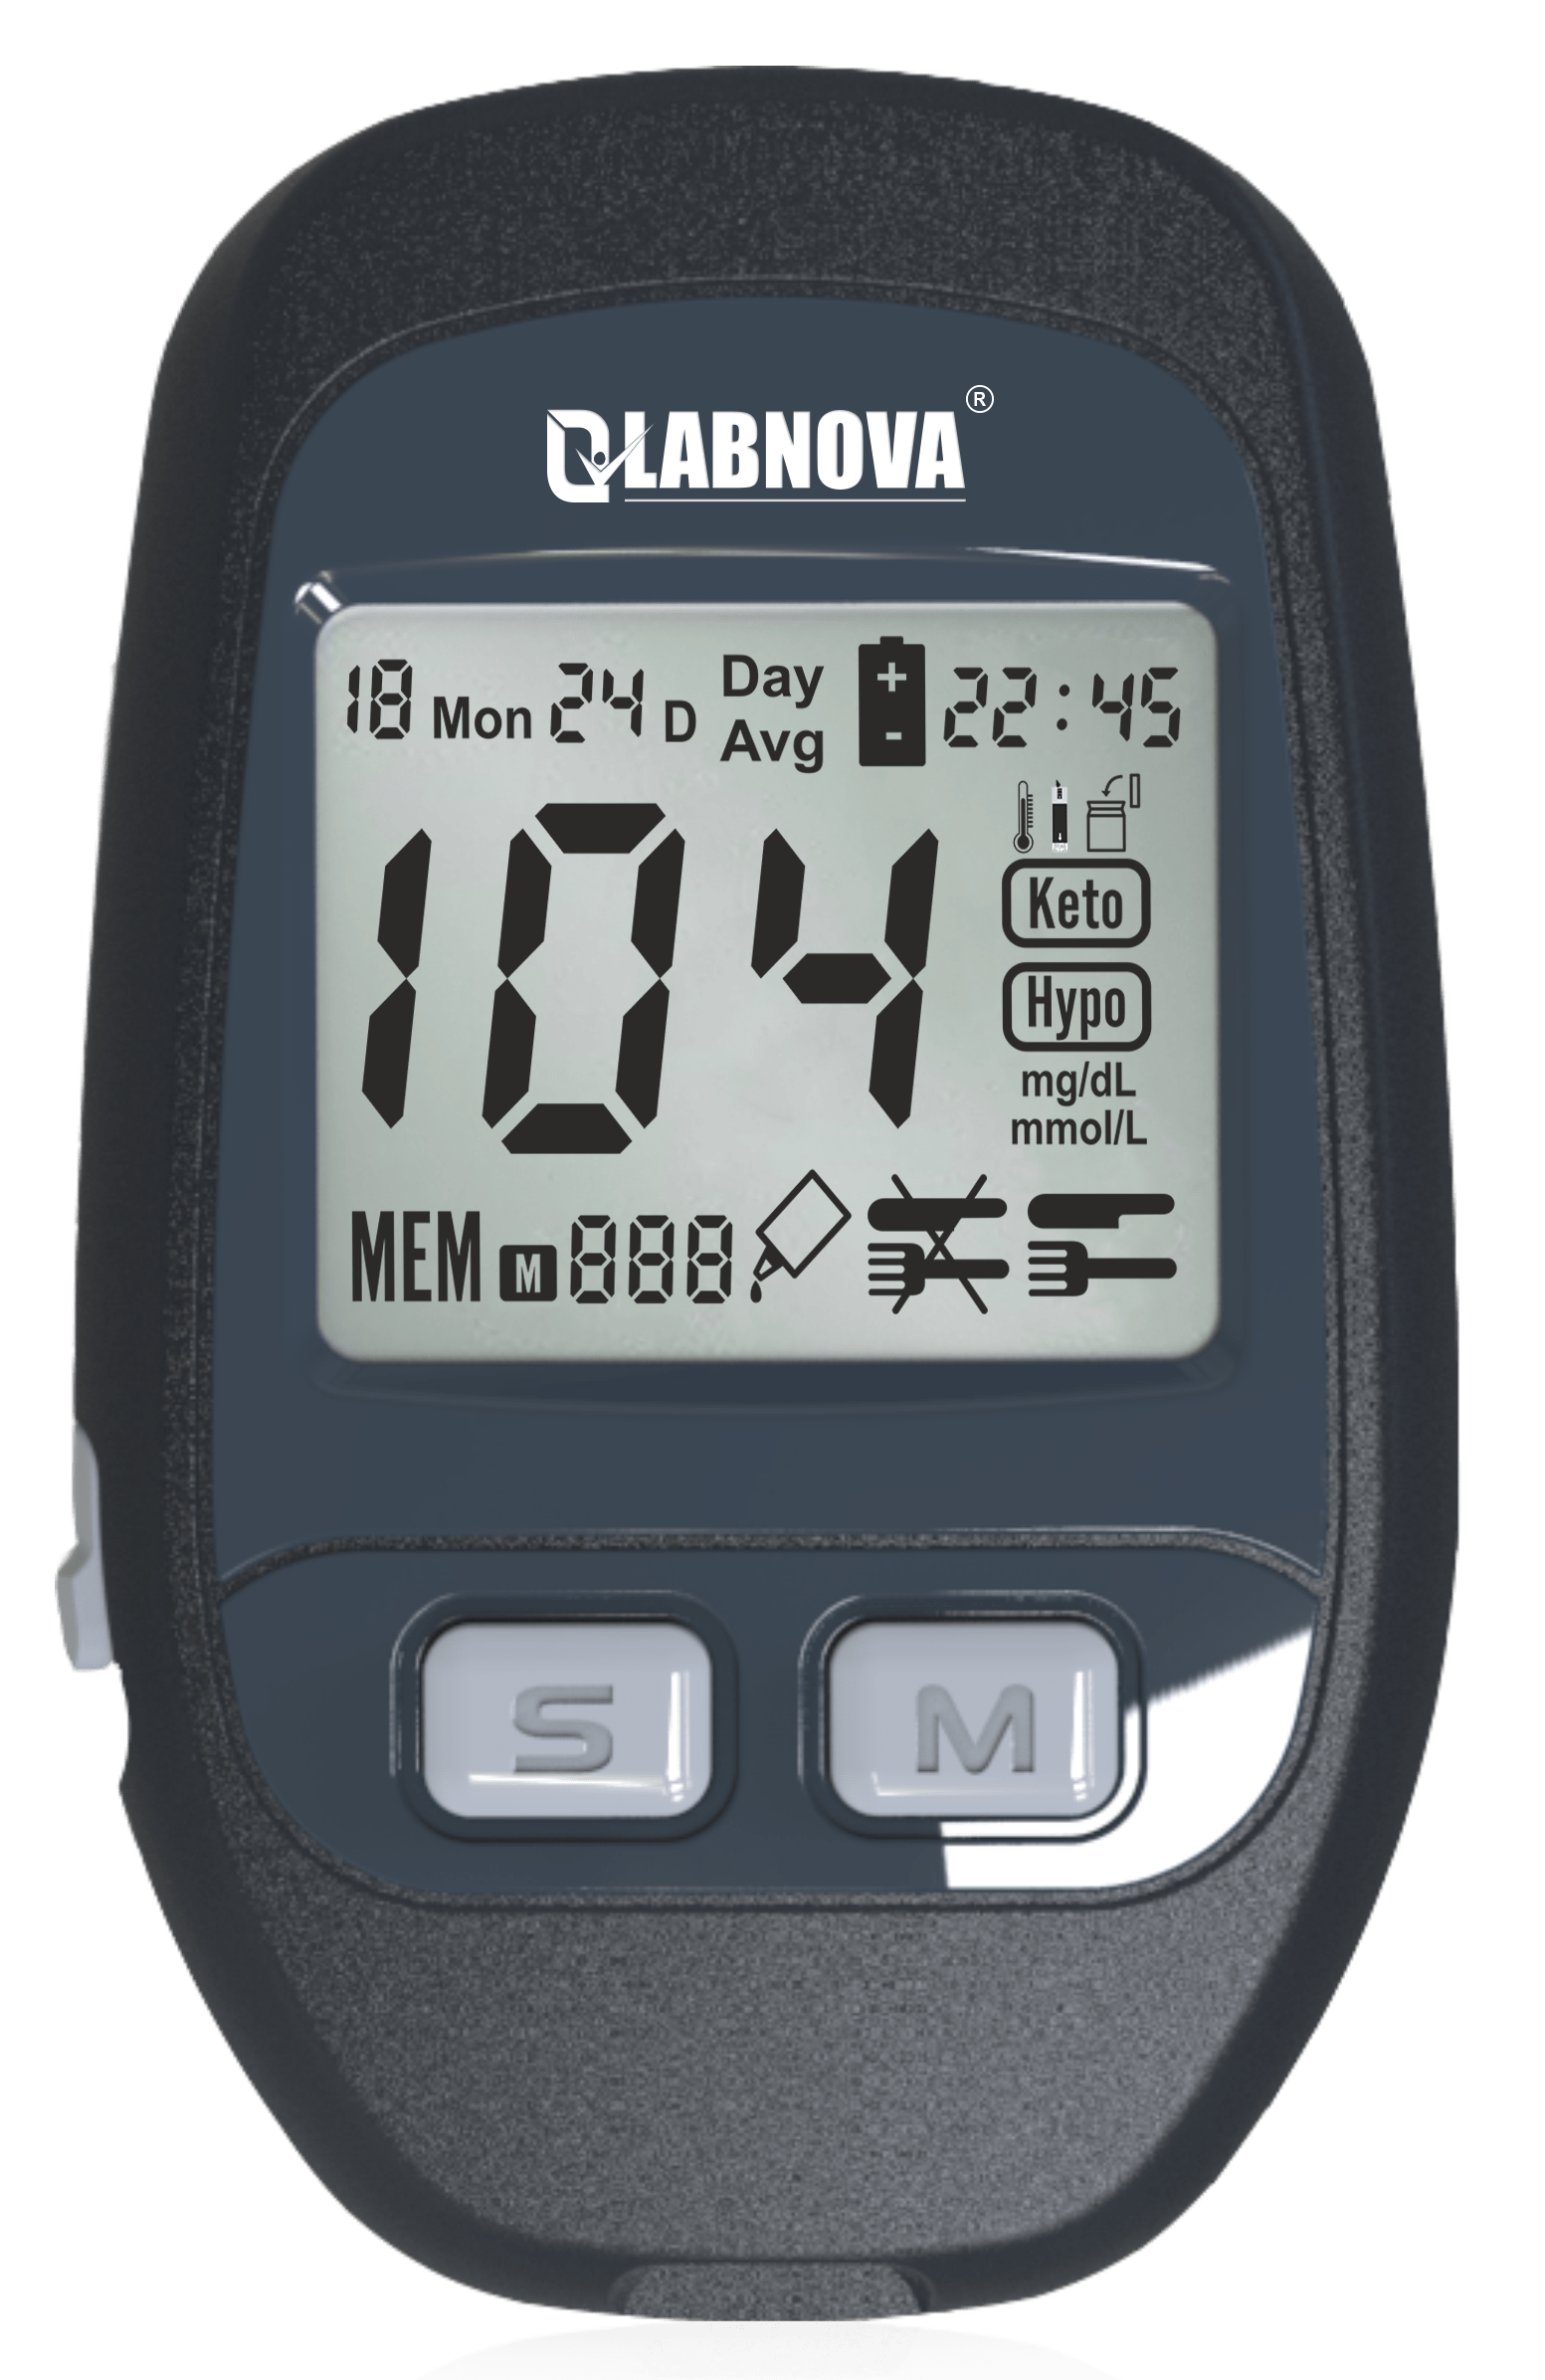 LABNOVA®
18 Mon 24 D Day Avg + - 22:45
104
Keto
Hypo
mg/dL
mmol/L
MEM M 888
S M